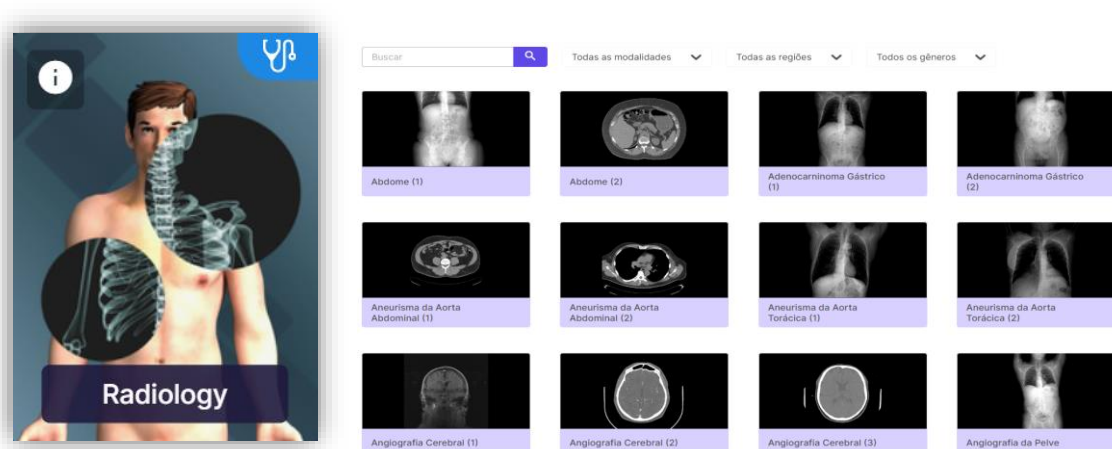 i
Radiology
Buscar
Todas as modalidades
Todas as regiões
Todos os gêneros
Abdome (1)
Abdome (2)
Adenocarninoma Gástrico
(1)
Adenocarninoma Gástrico
(2)
Aneurisma da Aorta
Abdominal (1)
Aneurisma da Aorta
Abdominal (2)
Aneurisma da Aorta
Torácica (1)
Aneurisma da Aorta
Torácica (2)
Angiografia Cerebral (1)
Angiografia Cerebral (2)
Angiografia Cerebral (3)
Angiografia da Pelve